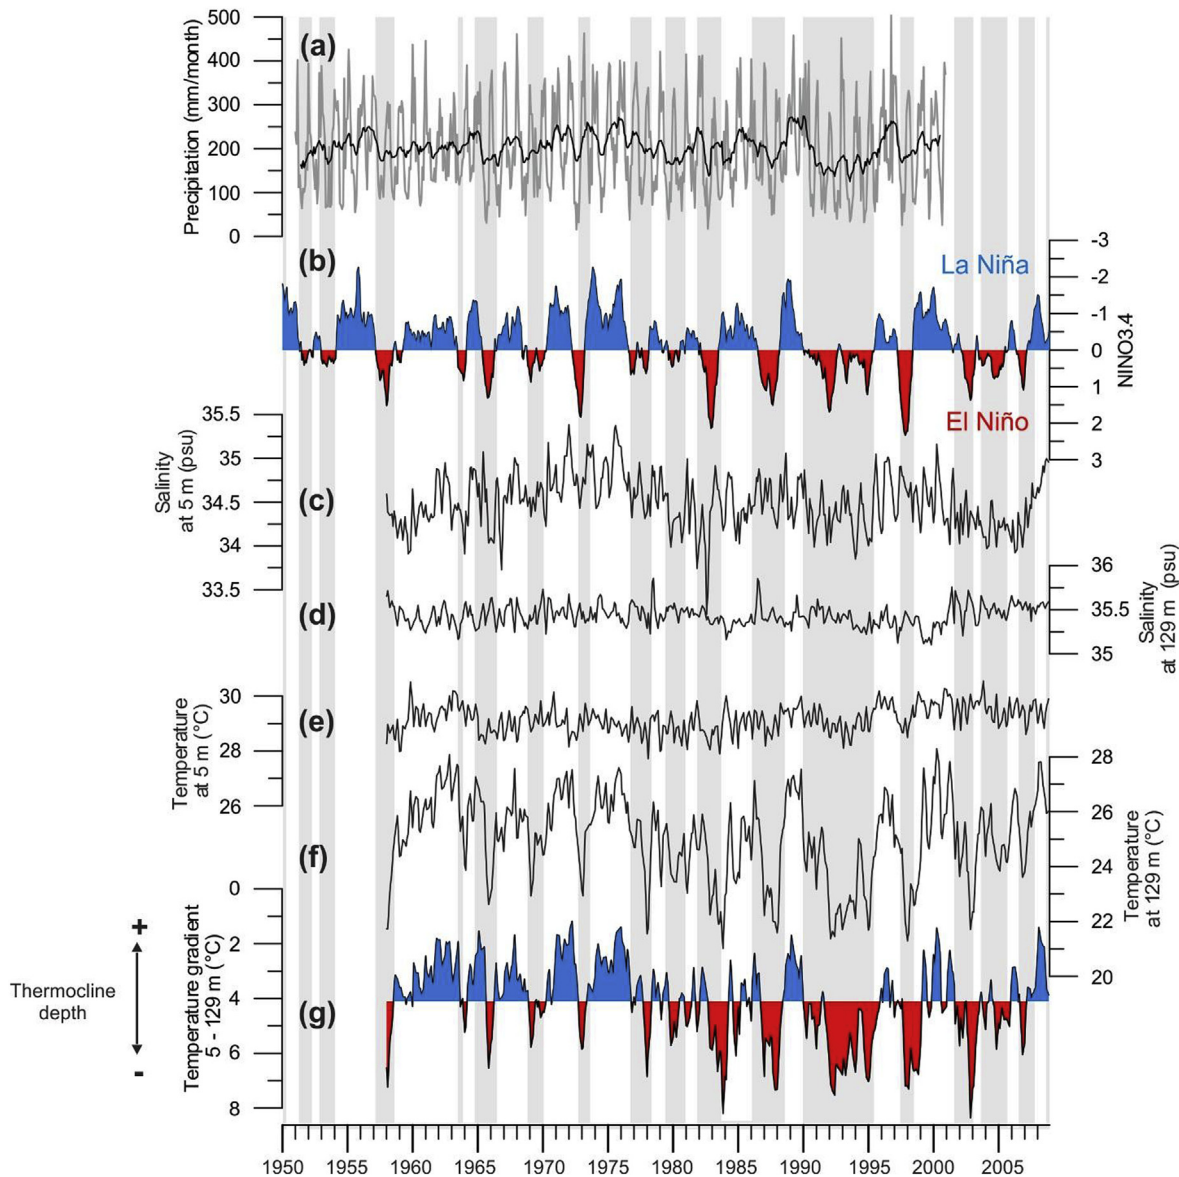 500
400
300
200
100
0
Precipitation (mm/month)
(a)
(b)
La Niña
El Niño
-3
-2
-1
0
1
2
3
NINO3.4
35.5
35
34.5
34
33.5
Salinity
at 5 m (psu)
(c)
(d)
36
35.5
35
Salinity
at 129 m (psu)
30
28
26
Temperature
at 5 m (°C)
(e)
(f)
28
26
24
22
20
Temperature
at 129 m (°C)
0
2
4
6
8
Temperature gradient
5 - 129 m (°C)
(g)
+
Thermocline
depth
-
1950 1955 1960 1965 1970 1975 1980 1985 1990 1995 2000 2005